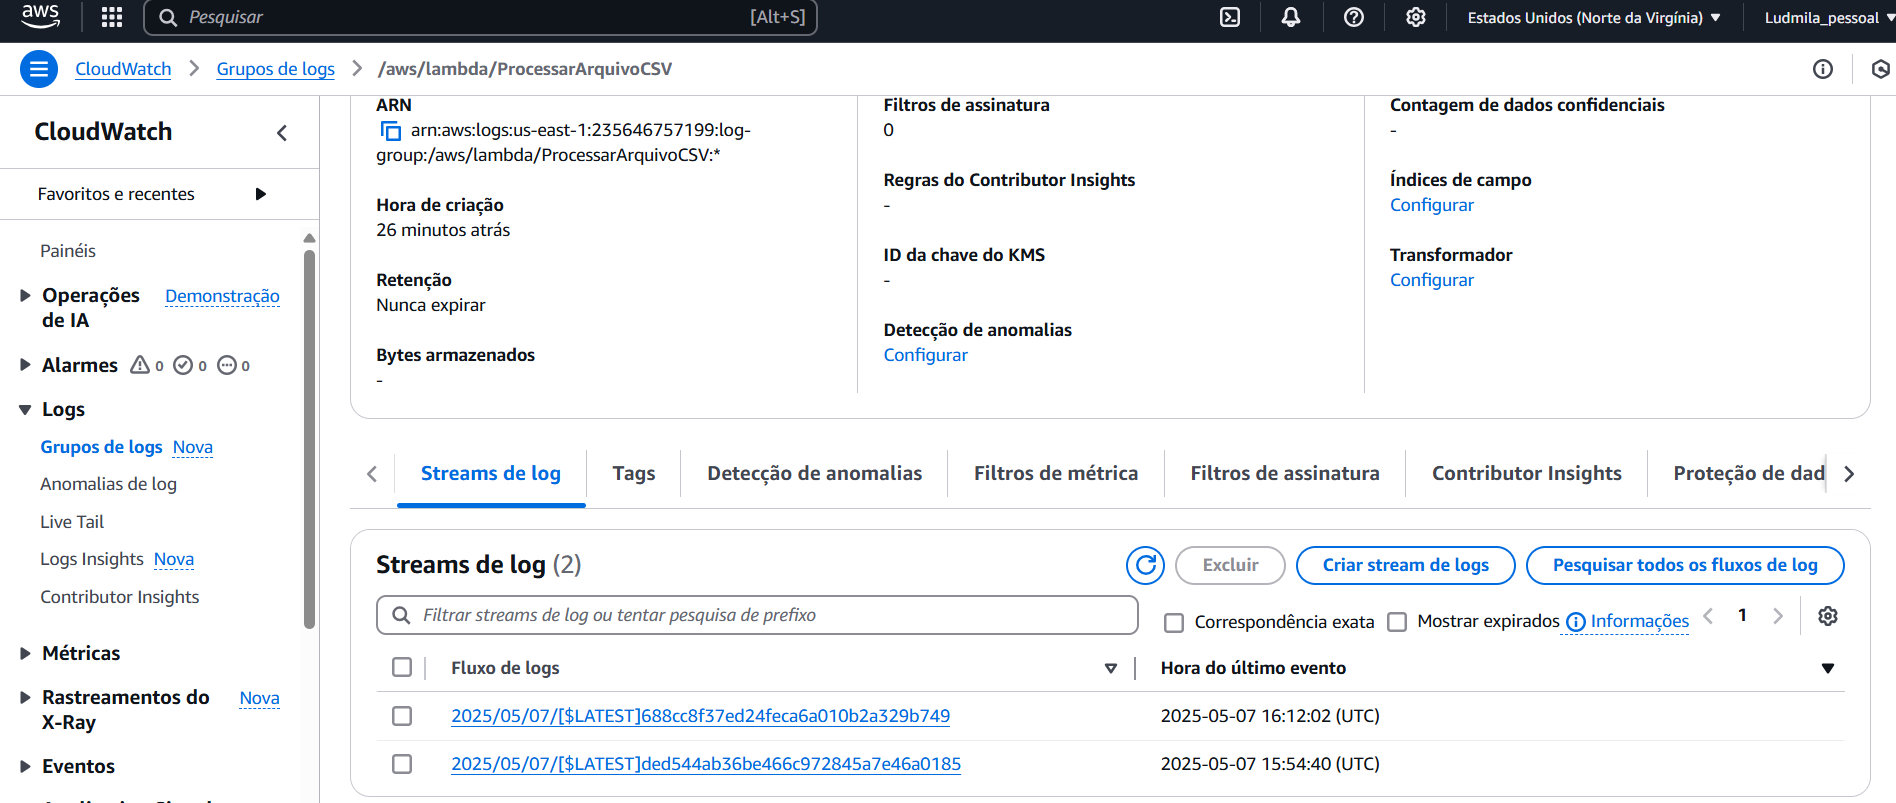 aws
Pesquisar
[Alt+S]
Estados Unidos (Norte da Virgínia)
Ludmila_pessoal
CloudWatch
Grupos de logs
/aws/lambda/ProcessarArquivoCSV
CloudWatch
Favoritos e recentes
Painéis
Operações
de IA
Demonstração
Alarmes
0
0
0
Logs
Grupos de logs
Nova
Anomalias de log
Live Tail
Logs Insights
Nova
Contributor Insights
Métricas
Rastreamentos do
X-Ray
Nova
Eventos
ARN
arn:aws:logs:us-east-1:235646757199:log-
group:/aws/lambda/ProcessarArquivoCSV:*
Hora de criação
26 minutos atrás
Retenção
Nunca expirar
Bytes armazenados
-
Filtros de assinatura
0
Regras do Contributor Insights
-
ID da chave do KMS
-
Detecção de anomalias
Configurar
Contagem de dados confidenciais
-
Índices de campo
Configurar
Transformador
Configurar
Streams de log
Tags
Detecção de anomalias
Filtros de métrica
Filtros de assinatura
Contributor Insights
Proteção de dad
Streams de log (2)
Excluir
Criar stream de logs
Pesquisar todos os fluxos de log
Filtrar streams de log ou tentar pesquisa de prefixo
Correspondência exata
Mostrar expirados
Informações
1
Fluxo de logs
Hora do último evento
2025/05/07/[$LATEST]688cc8f37ed24feca6a010b2a329b749
2025-05-07 16:12:02 (UTC)
2025/05/07/[$LATEST]ded544ab36be466c972845a7e46a0185
2025-05-07 15:54:40 (UTC)